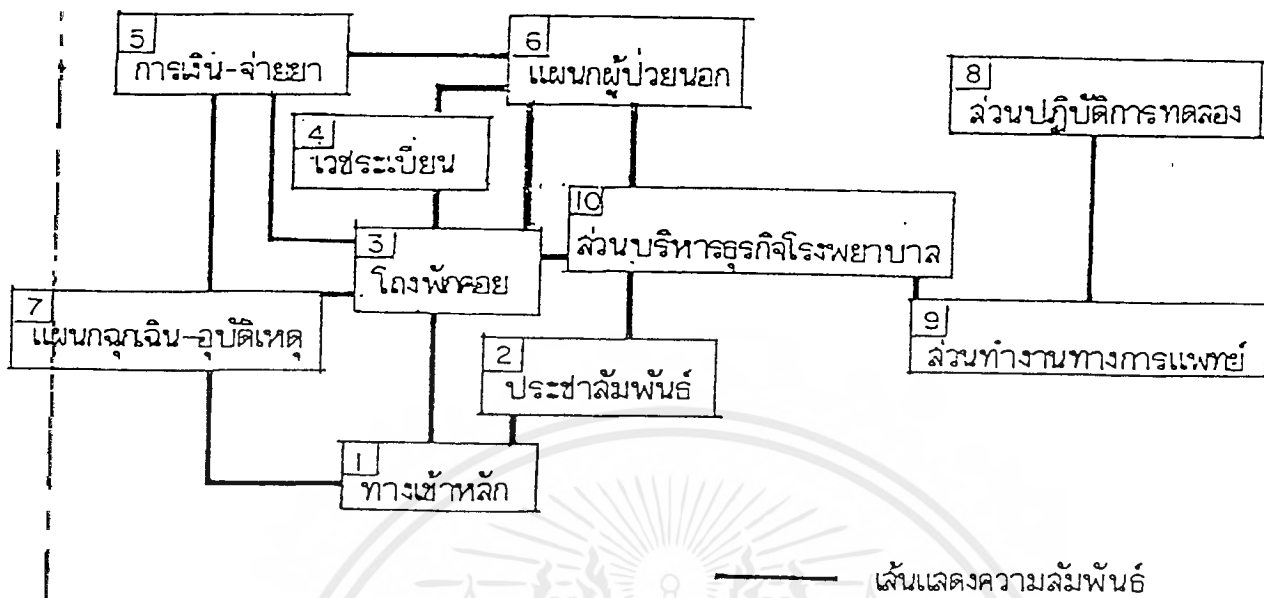 5
การเงิน-จ่ายยา
6
แผนกผู้ป่วยนอก
8
ส่วนปฏิบัติการทดลอง
4
เวชระเบียน
10
ส่วนบริหารธุรกิจโรงพยาบาล
3
โถงพักคอย
7
แผนกฉุกเฉิน-อุบัติเหตุ
9
ส่วนทำงานทางการแพทย์
2
ประชาสัมพันธ์
1
ทางเข้าหลัก
เส้นแสดงความสัมพันธ์